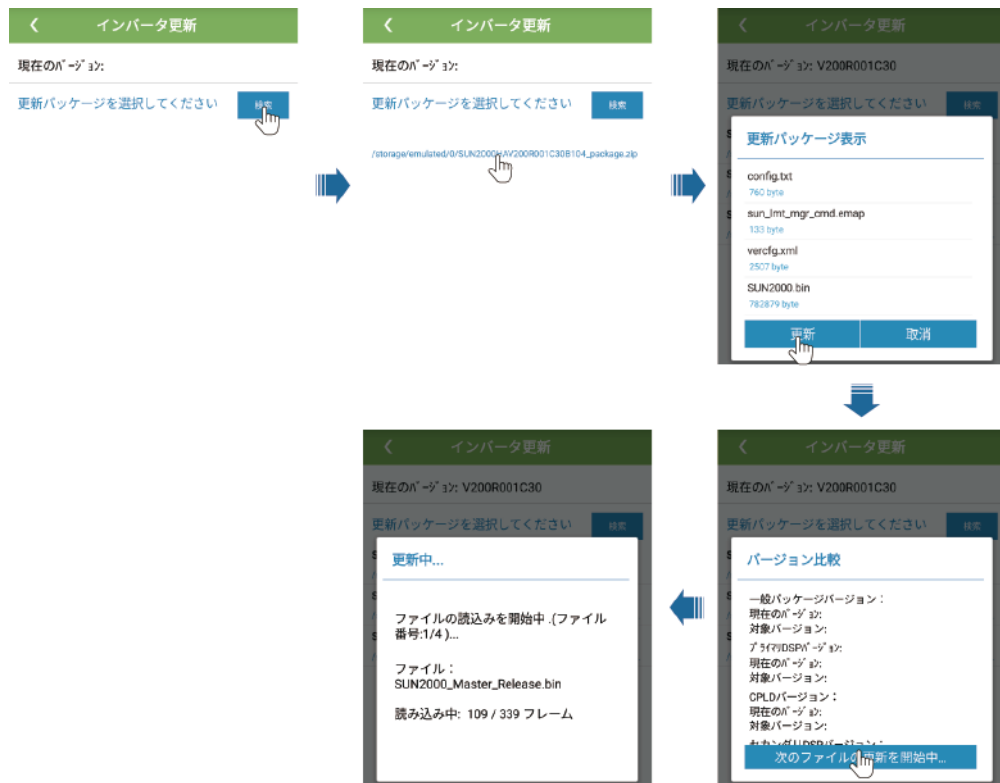 インバータ更新
現在のバージョン:
更新パッケージを選択してください
検索
インバータ更新
現在のバージョン:
更新パッケージを選択してください
検索
/storage/emulated/0/SUN2000HAV200R001C30B104_package.zip
インバータ更新
現在のバージョン: V200R001C30
更新パッケージを選択してください
検索
更新パッケージ表示
config.txt
760 byte
sun_lmt_mgr_cmd.emap
133 byte
vercfg.xml
2507 byte
SUN2000.bin
782879 byte
更新
取消
インバータ更新
現在のバージョン: V200R001C30
更新パッケージを選択してください
検索
バージョン比較
一般パッケージバージョン：
現在のバージョン:
対象バージョン:
プライマリDSPバージョン:
現在のバージョン:
対象バージョン:
CPLDバージョン：
現在のバージョン:
対象バージョン:
セカンダリDSPバージョン：
次のファイルの更新を開始中...
インバータ更新
現在のバージョン: V200R001C30
更新パッケージを選択してください
検索
更新中...
ファイルの読込みを開始中 .(ファイル
番号:1/4 )...
ファイル：
SUN2000_Master_Release.bin
読み込み中: 109 / 339 フレーム